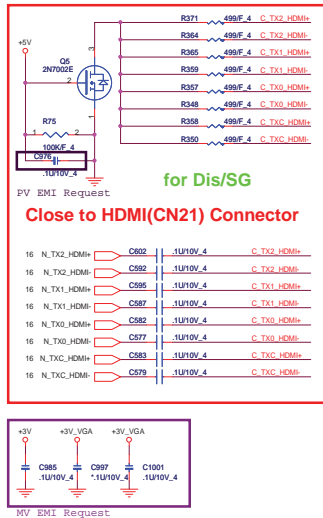 R371 499/F_4 C_TX2_HDMI+
R364 499/F_4 C_TX2_HDMI-
+5V
R365 499/F_4 C_TX1_HDMI+
Q5
3
2N7002E
R359 499/F_4 C_TX1_HDMI-
2
R357 499/F_4 C_TX0_HDMI+
R348 499/F_4 C_TX0_HDMI-
1
R75
R358 499/F_4 C_TXC_HDMI+
1 2
R350 499/F_4 C_TXC_HDMI-
100K/F_4
C976
.1U/10V_4
PV EMI Request
for Dis/SG
Close to HDMI(CN21) Connector
16 N_TX2_HDMI+ C602 .1U/10V_4 C_TX2_HDMI+
16 N_TX2_HDMI- C592 .1U/10V_4 C_TX2_HDMI-
16 N_TX1_HDMI+ C595 .1U/10V_4 C_TX1_HDMI+
16 N_TX1_HDMI- C587 .1U/10V_4 C_TX1_HDMI-
16 N_TX0_HDMI+ C582 .1U/10V_4 C_TX0_HDMI+
16 N_TX0_HDMI- C577 .1U/10V_4 C_TX0_HDMI-
16 N_TXC_HDMI+ C583 .1U/10V_4 C_TXC_HDMI+
16 N_TXC_HDMI- C579 .1U/10V_4 C_TXC_HDMI-
+3V +3V_VGA +3V_VGA
C985 C997 C1001
.1U/10V_4 *.1U/10V_4 .1U/10V_4
MV EMI Request